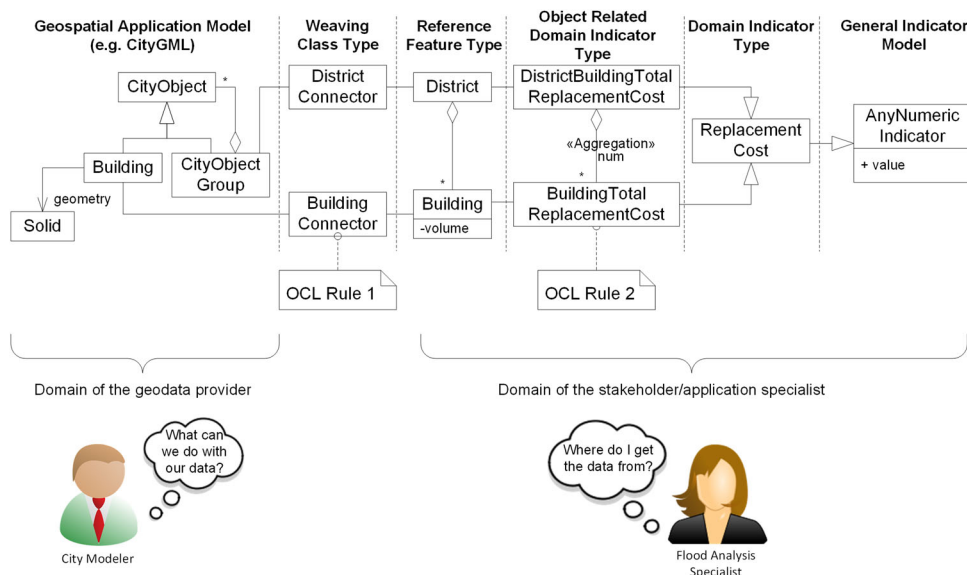 Geospatial Application Model
(e.g. CityGML)
Weaving
Class Type
Reference
Feature Type
Object Related
Domain Indicator
Type
Domain Indicator
Type
General Indicator
Model
CityObject
*
Building
CityObject
Group
geometry
Solid
District
Connector
Building
Connector
OCL Rule 1
District
*
Building
-volume
DistrictBuildingTotal
ReplacementCost
«Aggregation»
num
*
BuildingTotal
ReplacementCost
OCL Rule 2
Replacement
Cost
AnyNumeric
Indicator
+ value
Domain of the geodata provider
Domain of the stakeholder/application specialist
What can
we do with
our data?
City Modeler
Where do I get
the data from?
Flood Analysis
Specialist